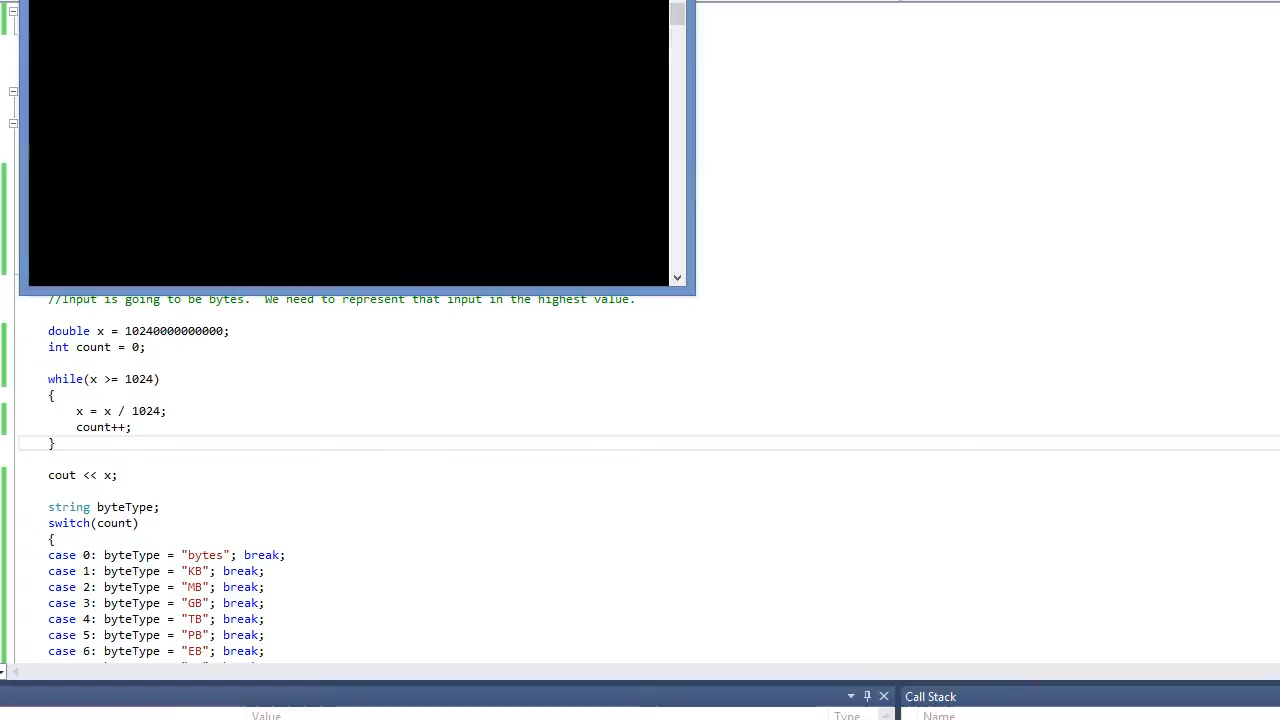 //Input is going to be bytes.  We need to represent that input in the highest value.
double x = 10240000000000;
int count = 0;
while(x >= 1024)
{
x = x / 1024;
count++;
}
cout << x;
string byteType;
switch(count)
{
case 0: byteType = "bytes"; break;
case 1: byteType = "KB"; break;
case 2: byteType = "MB"; break;
case 3: byteType = "GB"; break;
case 4: byteType = "TB"; break;
case 5: byteType = "PB"; break;
case 6: byteType = "EB"; break;
Call Stack
Value
Type
Name